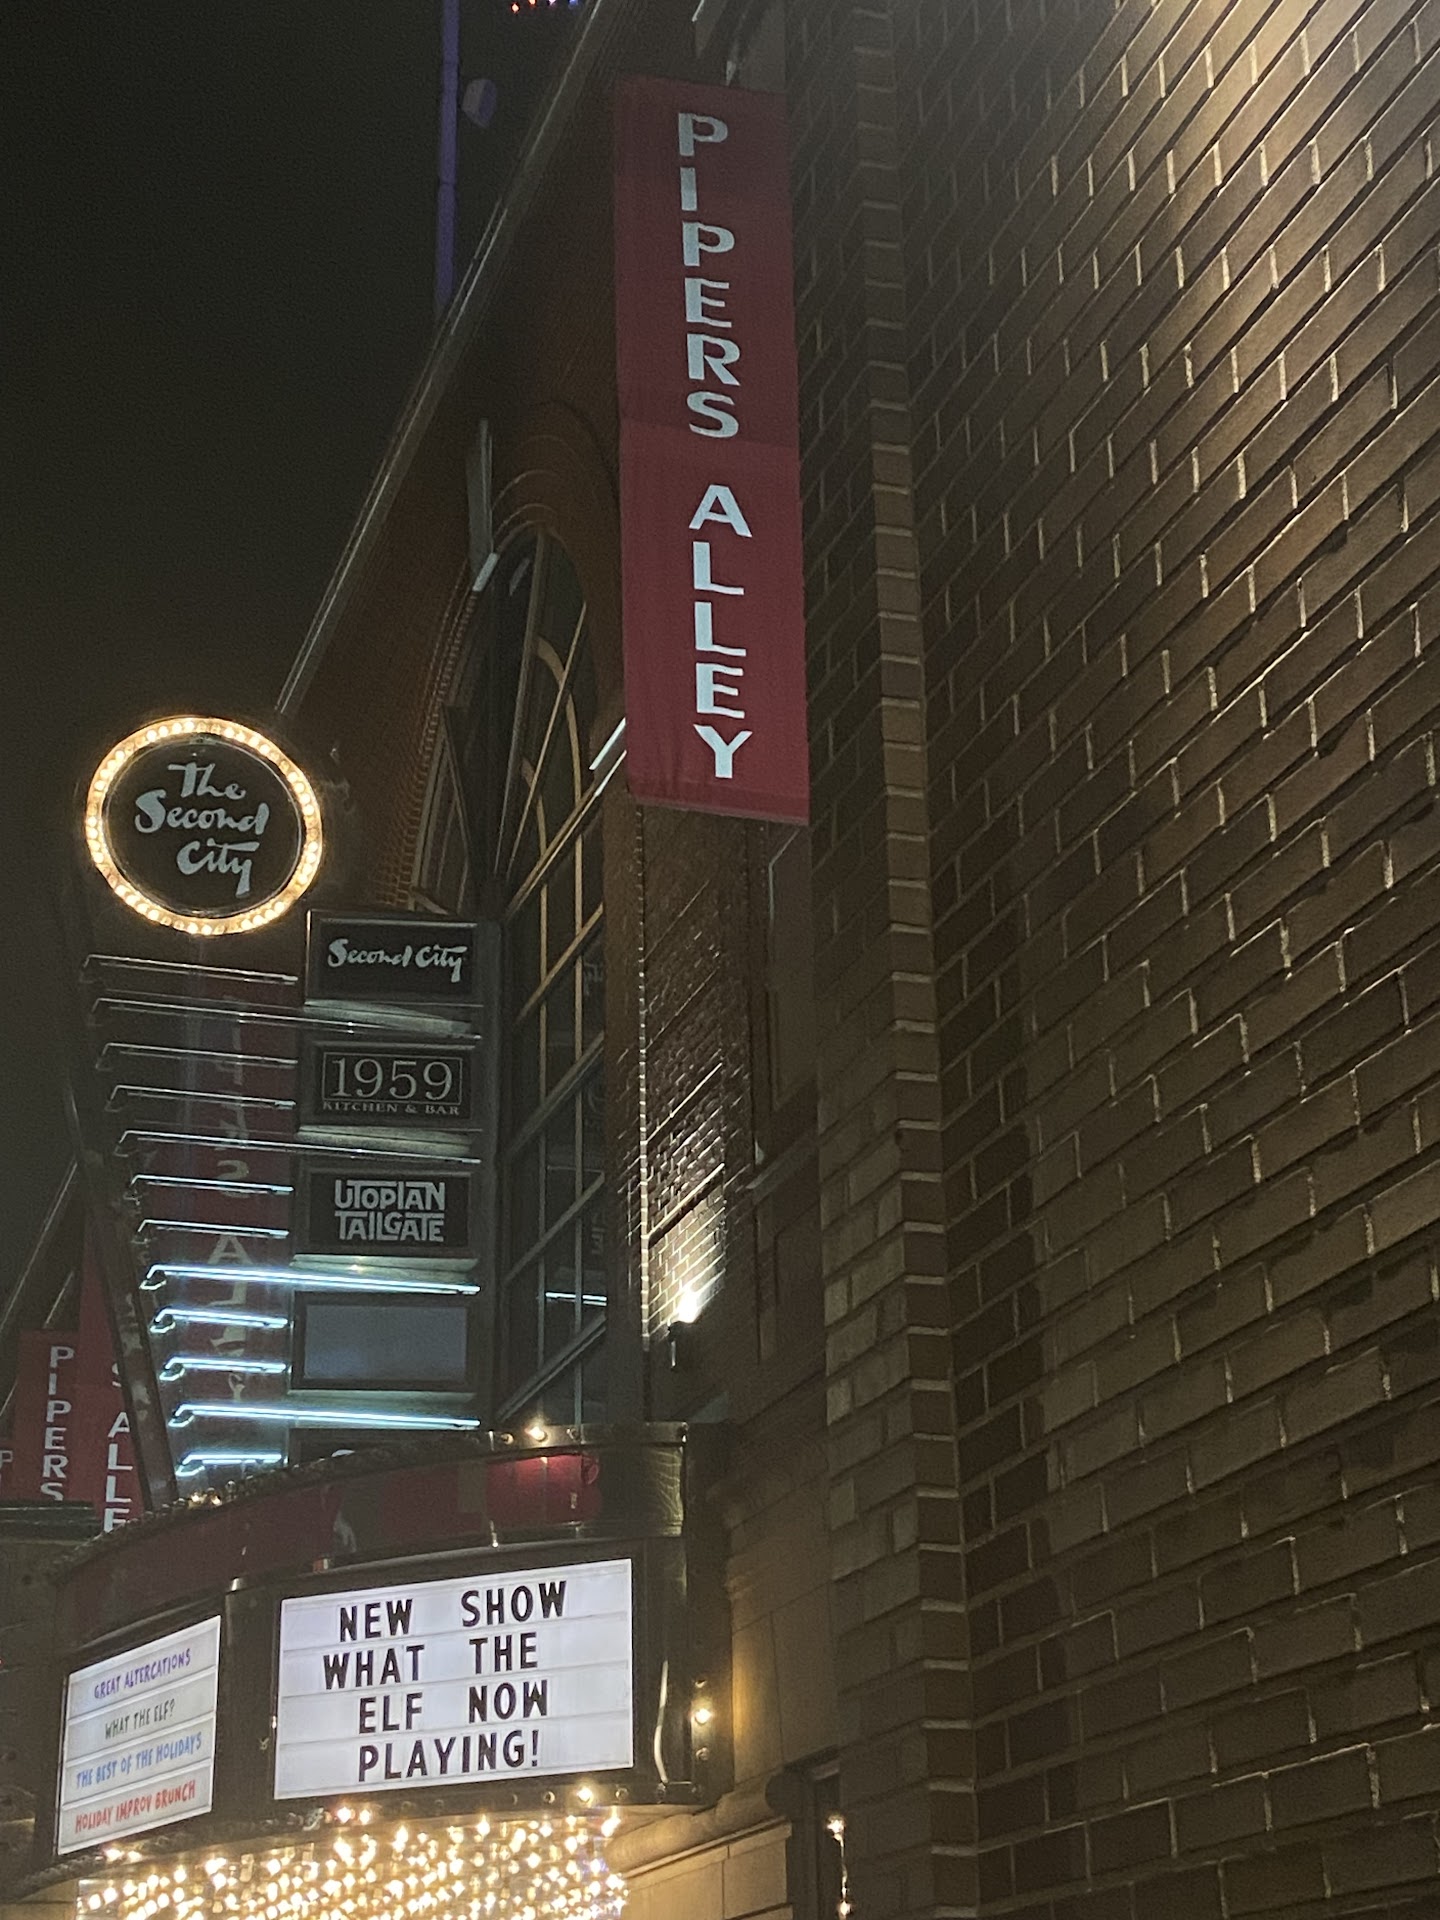 PIPERS ALLEY
The
Second
City
Second City
1959
KITCHEN & BAR
UTOPIAN
TAILGATE
PIPERS
ALLE
NEW SHOW
WHAT THE
ELF NOW
PLAYING!
GREAT ALTERCATIONS
WHAT THE ELF?
THE BEST OF THE HOLIDAYS
HOLIDAY IMPROV BRUNCH